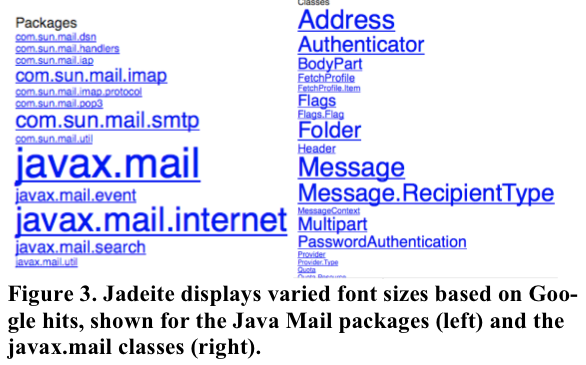 Packages
com.sun.mail.dsn
com.sun.mail.handlers
com.sun.mail.iap
com.sun.mail.imap
com.sun.mail.imap.protocol
com.sun.mail.pop3
com.sun.mail.smtp
com.sun.mail.util
javax.mail
javax.mail.event
javax.mail.internet
javax.mail.search
javax.mail.util
Classes
Address
Authenticator
BodyPart
FetchProfile
FetchProfile.Item
Flags
Flags.Flag
Folder
Header
Message
Message.RecipientType
MessageContext
Multipart
PasswordAuthentication
Provider
Provider.Type
Quota
Quota.Resource
Figure 3. Jadeite displays varied font sizes based on Goo-
gle hits, shown for the Java Mail packages (left) and the
javax.mail classes (right).